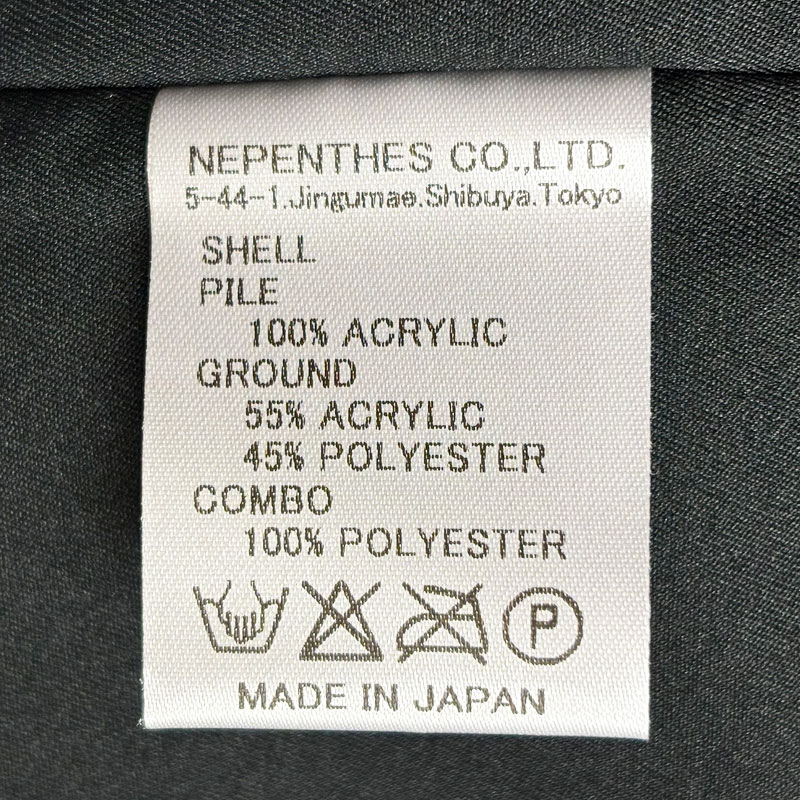 NEPENTHES CO.,LTD.
5-44-1.Jingumae.Shibuya.Tokyo
SHELL
PILE
100% ACRYLIC
GROUND
55% ACRYLIC
45% POLYESTER
COMBO
100% POLYESTER
P
MADE IN JAPAN